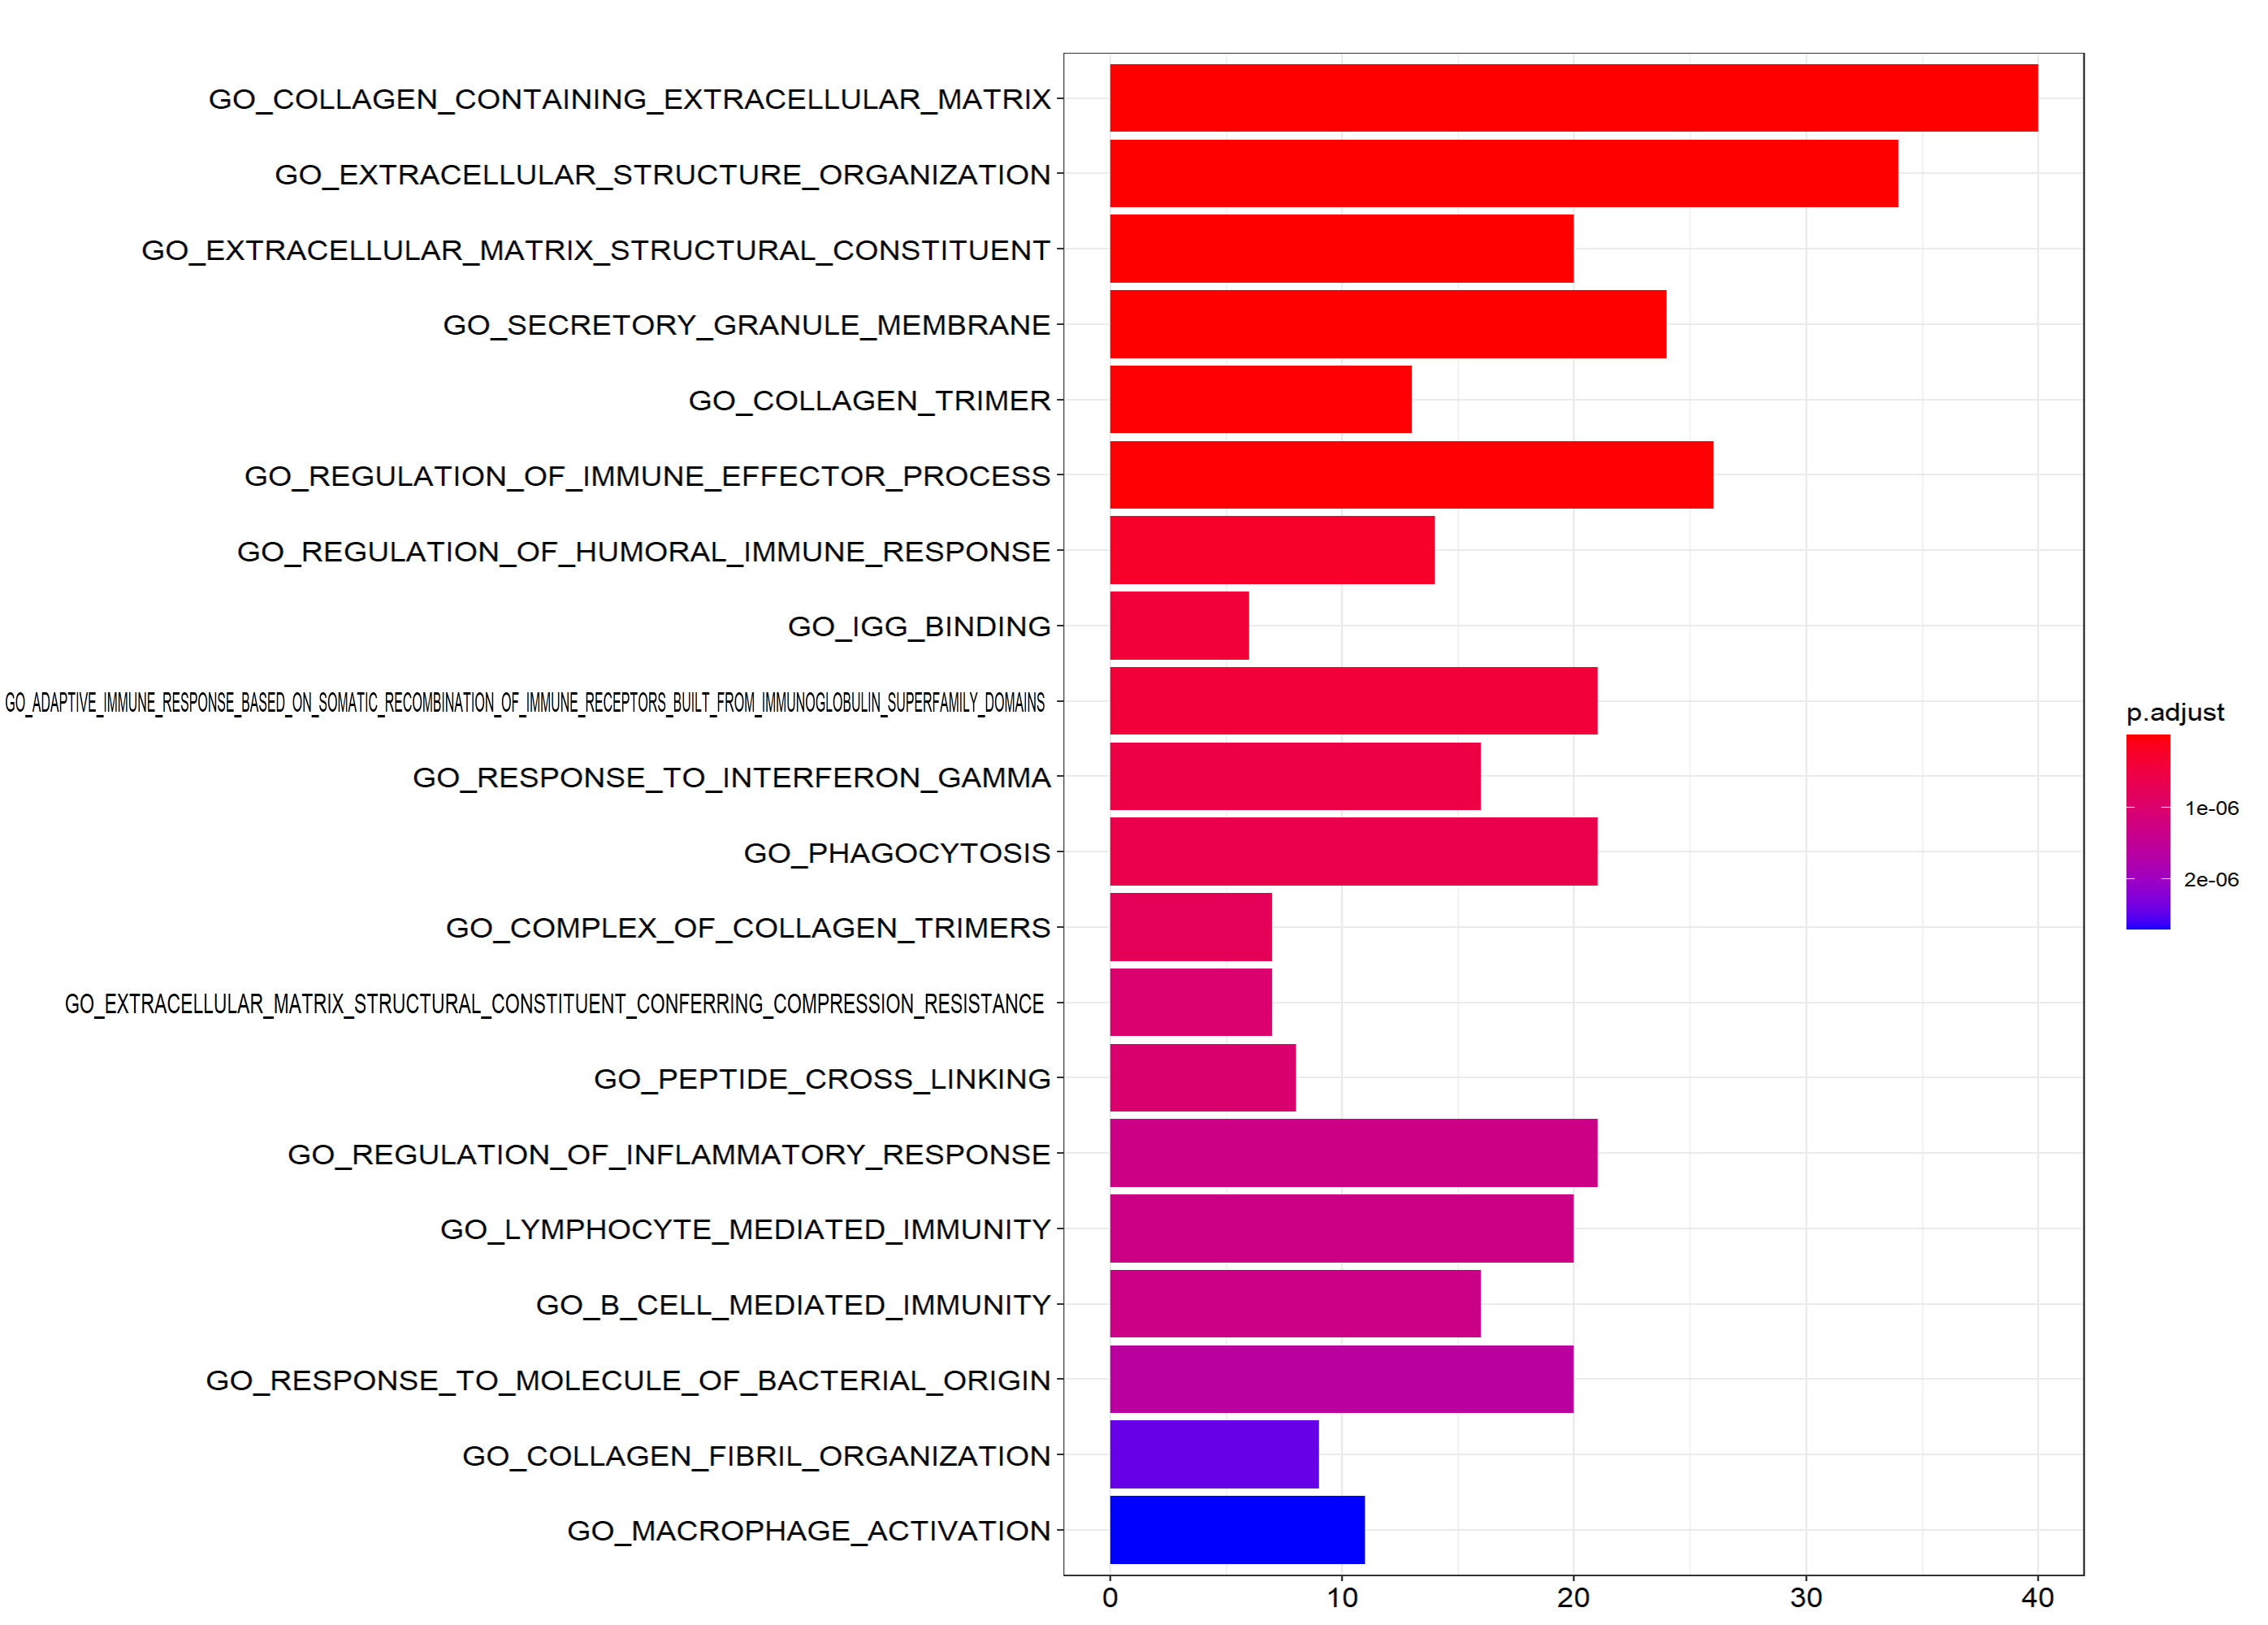 GO_COLLAGEN_CONTAINING_EXTRACELLULAR_MATRIX
GO_EXTRACELLULAR_STRUCTURE_ORGANIZATION
GO_EXTRACELLULAR_MATRIX_STRUCTURAL_CONSTITUENT
GO_SECRETORY_GRANULE_MEMBRANE
GO_COLLAGEN_TRIMER
GO_REGULATION_OF_IMMUNE_EFFECTOR_PROCESS
GO_REGULATION_OF_HUMORAL_IMMUNE_RESPONSE
GO_IGG_BINDING
GO_ADAPTIVE_IMMUNE_RESPONSE_BASED_ON_SOMATIC_RECOMBINATION_OF_IMMUNE_RECEPTORS_BUILT_FROM_IMMUNOGLOBULIN_SUPERFAMILY_DOMAINS
GO_RESPONSE_TO_INTERFERON_GAMMA
GO_PHAGOCYTOSIS
GO_COMPLEX_OF_COLLAGEN_TRIMERS
GO_EXTRACELLULAR_MATRIX_STRUCTURAL_CONSTITUENT_CONFERRING_COMPRESSION_RESISTANCE
GO_PEPTIDE_CROSS_LINKING
GO_REGULATION_OF_INFLAMMATORY_RESPONSE
GO_LYMPHOCYTE_MEDIATED_IMMUNITY
GO_B_CELL_MEDIATED_IMMUNITY
GO_RESPONSE_TO_MOLECULE_OF_BACTERIAL_ORIGIN
GO_COLLAGEN_FIBRIL_ORGANIZATION
GO_MACROPHAGE_ACTIVATION
0 10 20 30 40
p.adjust
1e-06
2e-06